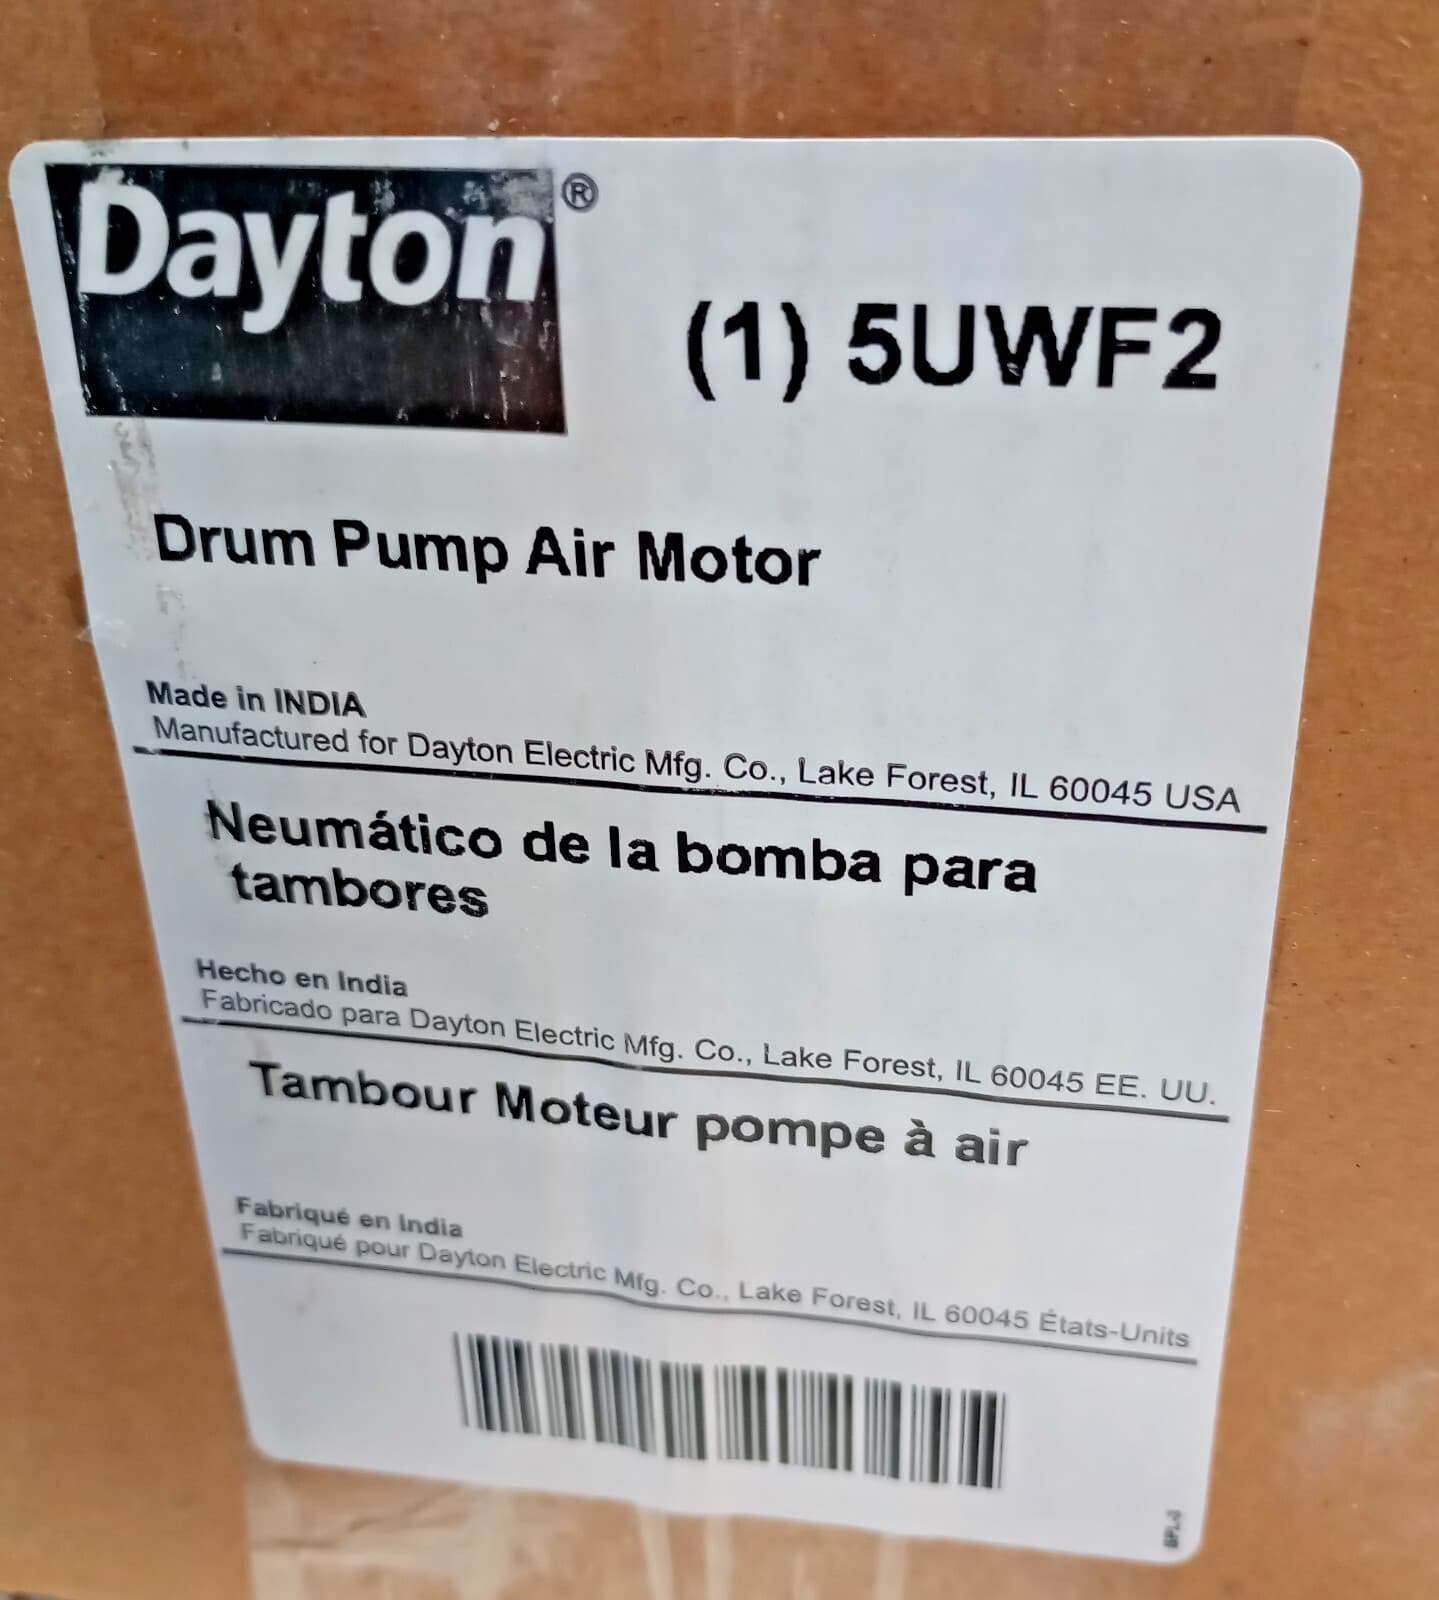 Dayton®
(1) 5UWF2
Drum Pump Air Motor
Made in INDIA
Manufactured for Dayton Electric Mfg. Co., Lake Forest, IL 60045 USA
Neumático de la bomba para
tambores
Hecho en India
Fabricado para Dayton Electric Mfg. Co., Lake Forest, IL 60045 EE. UU.
Tambour Moteur pompe à air
Fabriqué en India
Fabriqué pour Dayton Electric Mfg. Co., Lake Forest, IL 60045 États-Units